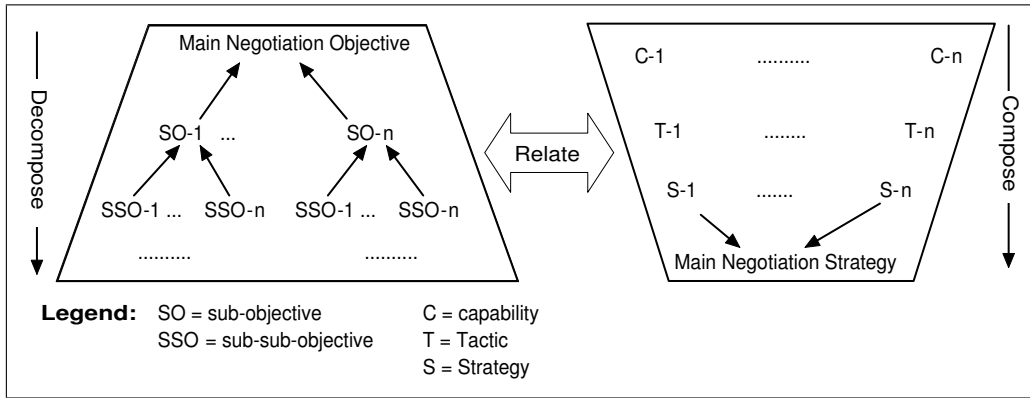 Decompose
Main Negotiation Objective
SO-1 ... SO-n
SSO-1 ... SSO-n SSO-1 ... SSO-n
.......... ..........
Relate
C-1 .......... C-n
T-1 ........ T-n
S-1 ....... S-n
Main Negotiation Strategy
Compose
Legend: SO = sub-objective C = capability
SSO = sub-sub-objective T = Tactic
S = Strategy